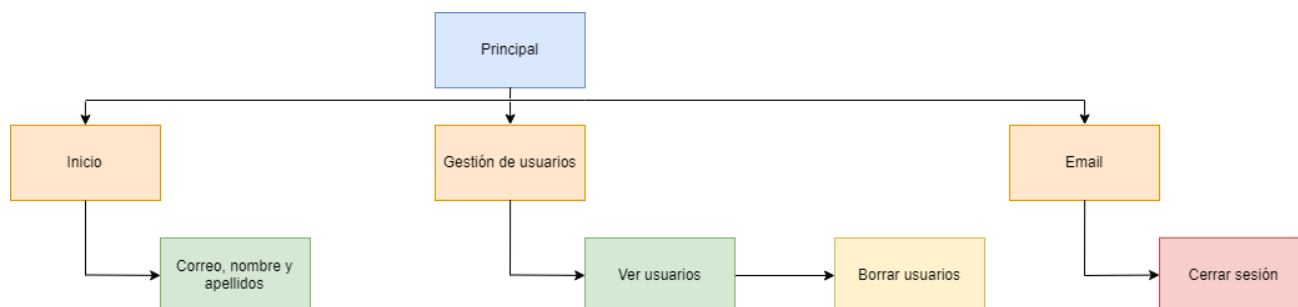 Principal
Inicio
Gestión de usuarios
Email
Correo, nombre y
apellidos
Ver usuarios
Borrar usuarios
Cerrar sesión